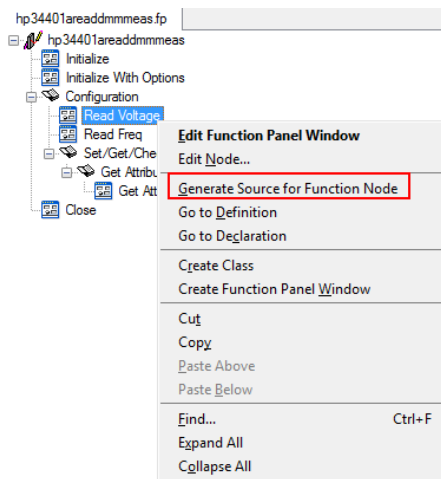 hp34401areaddmmmeas.fp
hp34401areaddmmmeas
Initialize
Initialize With Options
Configuration
Read Voltage
Read Freq
Set/Get/Che
Get Attribu
Get Att
Close
Edit Function Panel Window
Edit Node...
Generate Source for Function Node
Go to Definition
Go to Declaration
Create Class
Create Function Panel Window
Cut
Copy
Paste Above
Paste Below
Find... Ctrl+F
Expand All
Collapse All